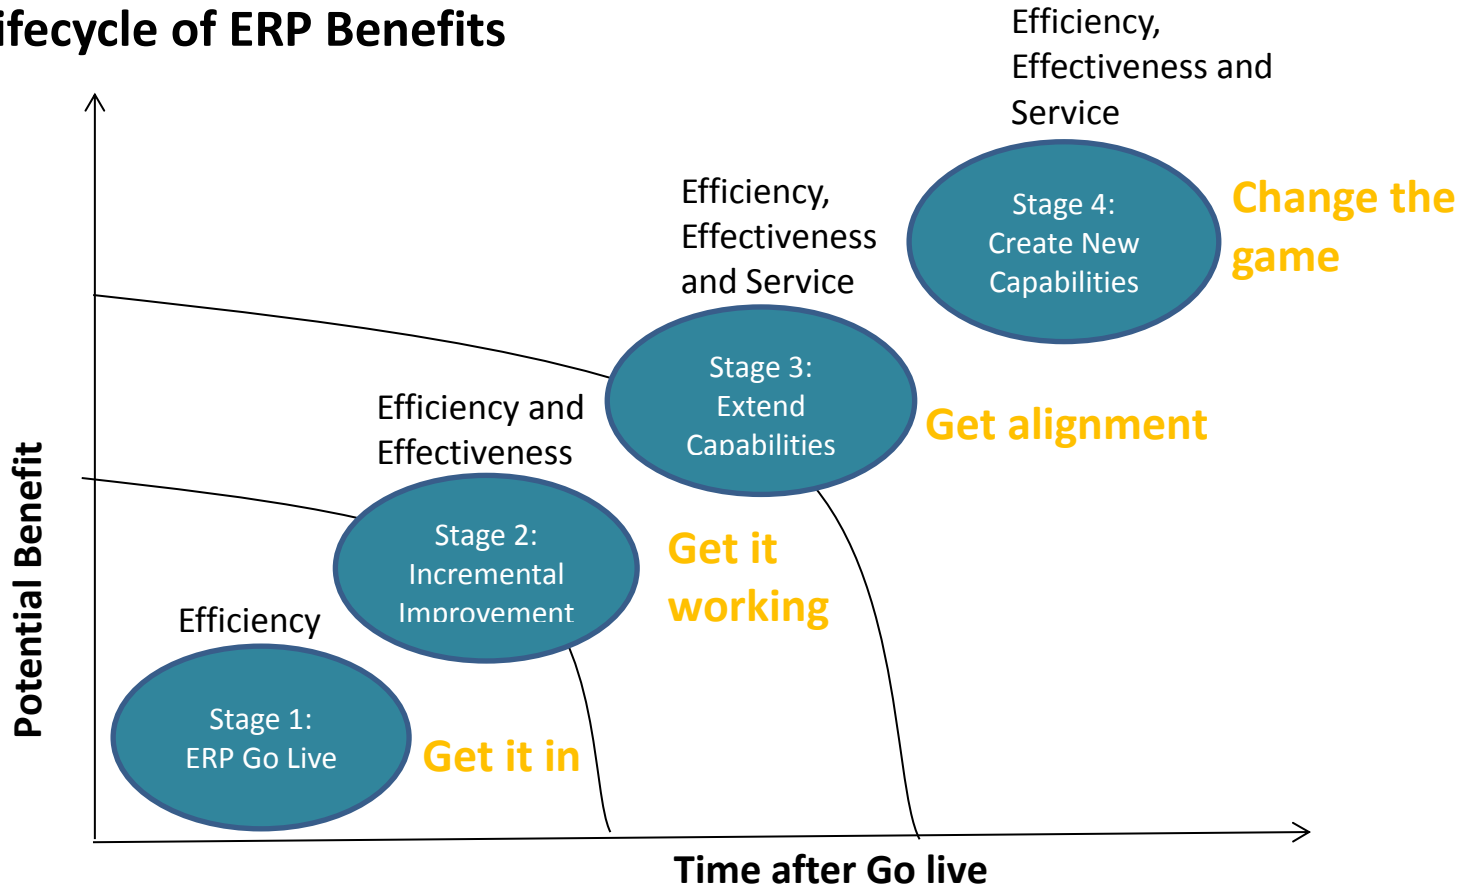 ifecycle of ERP Benefits
Efficiency,
Effectiveness and
Service
Stage 4:
Create New
Capabilities
Change the
game
Efficiency,
Effectiveness
and Service
Stage 3:
Extend
Capabilities
Get alignment
Efficiency and
Effectiveness
Stage 2:
Incremental
Improvement
Get it
working
Efficiency
Stage 1:
ERP Go Live
Get it in
Potential Benefit
Time after Go live